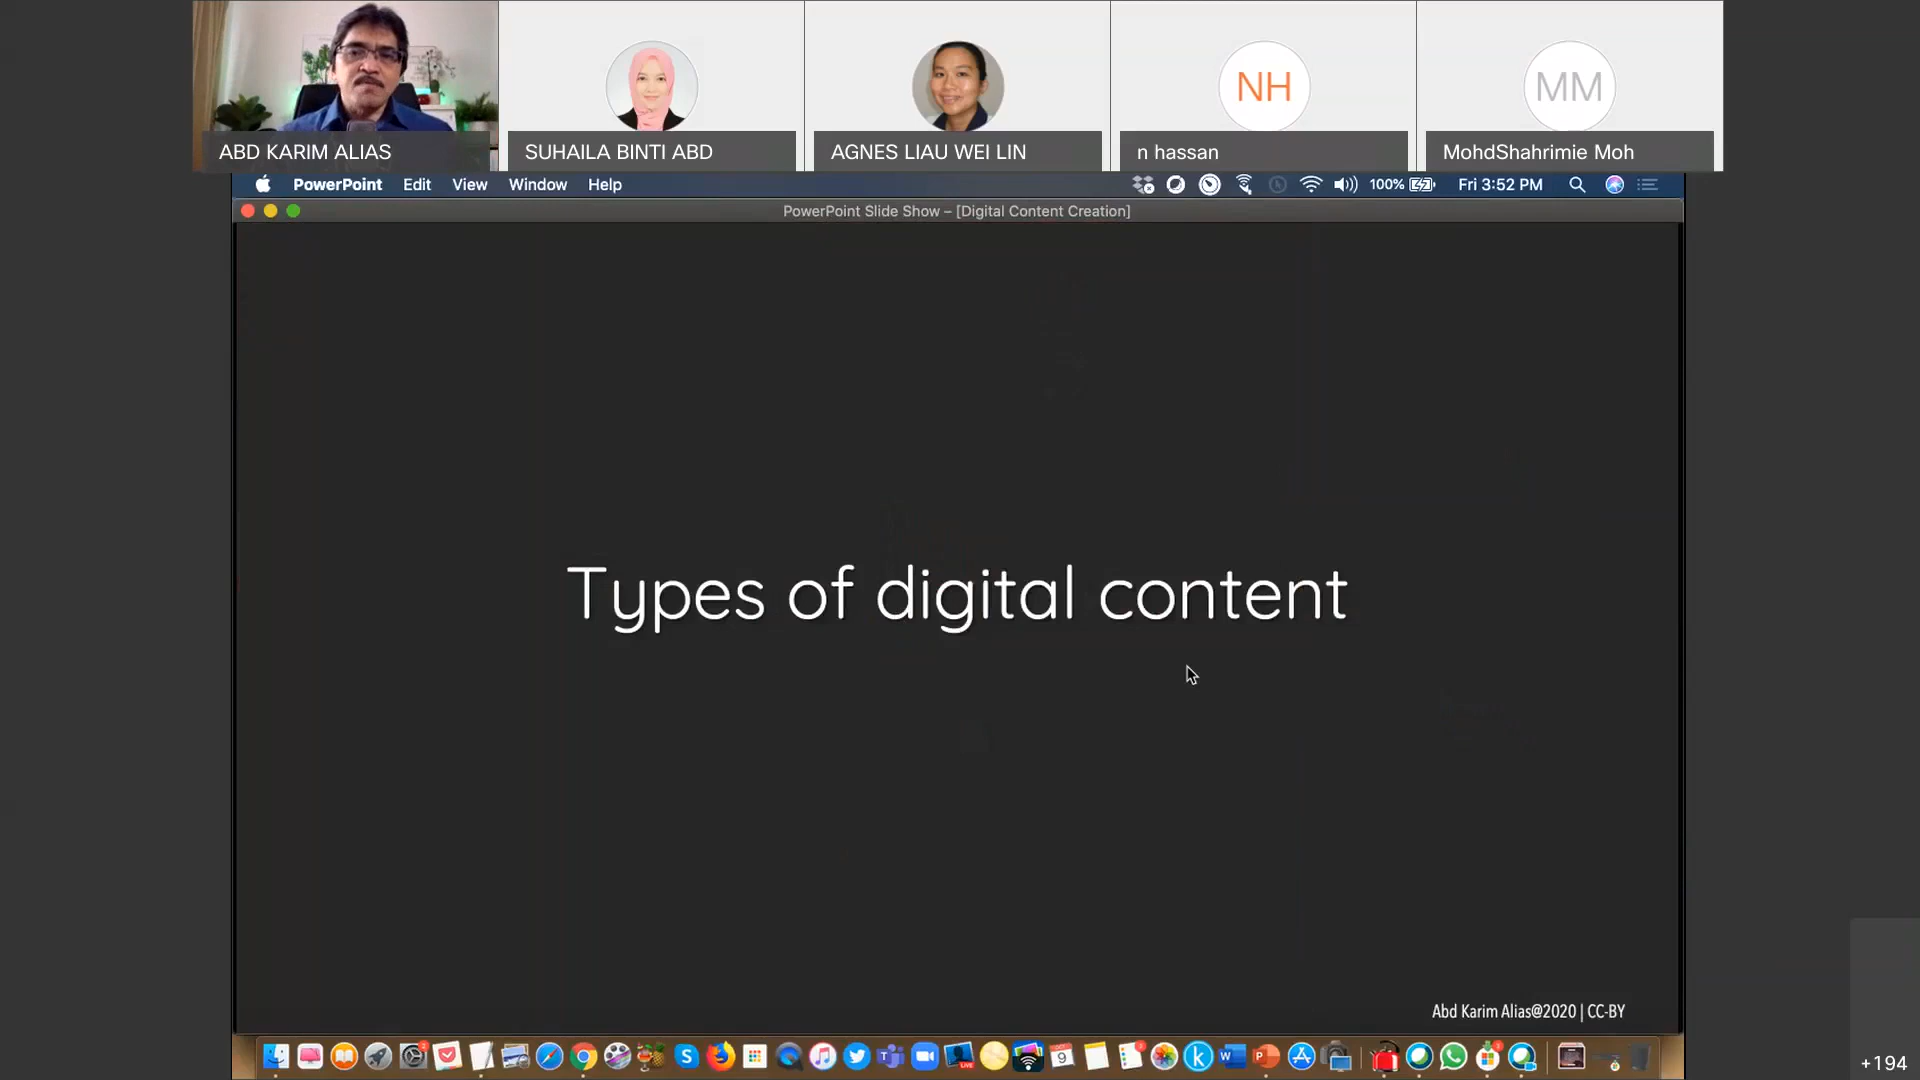 ABD KARIM ALIAS
SUHAILA BINTI ABD
AGNES LIAU WEI LIN
NH
n hassan
MM
MohdShahrimie Moh
PowerPoint Edit View Window Help
100% Fri 3:52 PM
PowerPoint Slide Show – [Digital Content Creation]
Types of digital content
Abd Karim Alias@2020 | CC-BY
9
+194